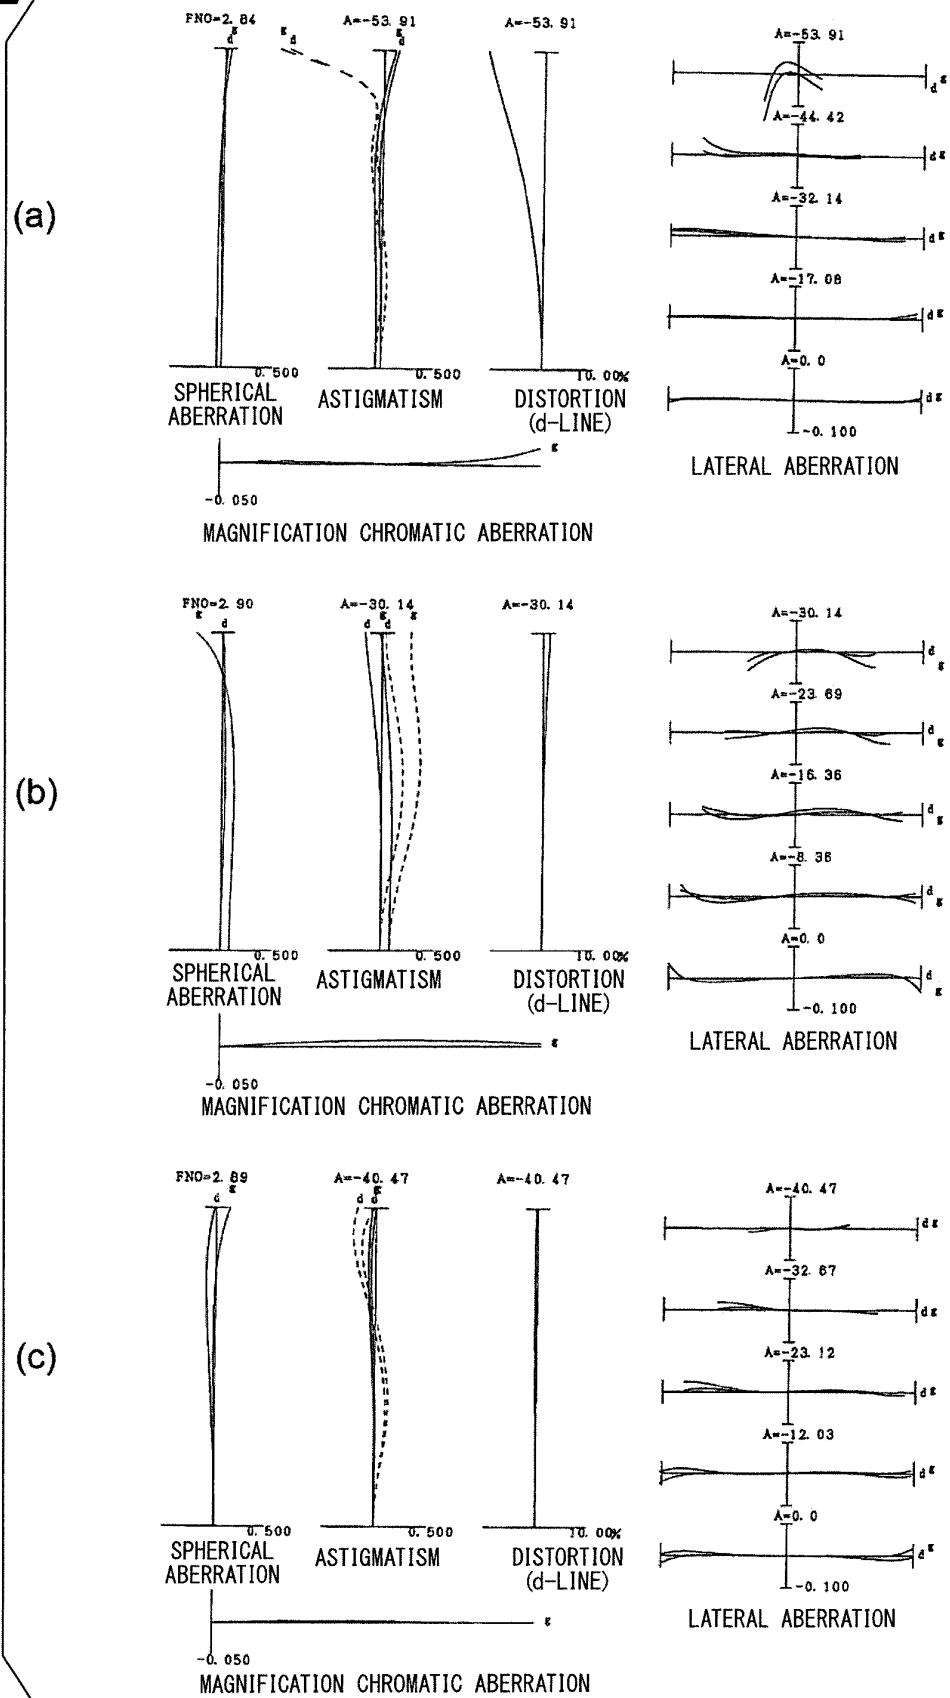 (a)
FNO=2.84
d g
SPHERICAL
ABERRATION
0.500
A=-53.91
g d
g d
ASTIGMATISM
0.500
A=-53.91
DISTORTION
(d-LINE)
10.00%
g
-0.050
MAGNIFICATION CHROMATIC ABERRATION
A=-53.91
d g
A=-44.42
d g
A=-32.14
d g
A=-17.08
d g
A=0.0
d g
-0.100
LATERAL ABERRATION
(b)
FNO=2.90
g d
SPHERICAL
ABERRATION
0.500
A=-30.14
d g d g
ASTIGMATISM
0.500
A=-30.14
DISTORTION
(d-LINE)
10.00%
g
-0.050
MAGNIFICATION CHROMATIC ABERRATION
A=-30.14
d g
A=-23.69
d g
A=-16.36
d g
A=-8.36
d g
A=0.0
d g
-0.100
LATERAL ABERRATION
(c)
FNO=2.89
d g
SPHERICAL
ABERRATION
0.500
A=-40.47
d g d
ASTIGMATISM
0.500
A=-40.47
DISTORTION
(d-LINE)
10.00%
g
-0.050
MAGNIFICATION CHROMATIC ABERRATION
A=-40.47
d g
A=-32.67
d g
A=-23.12
d g
A=-12.03
d g
A=0.0
d g
-0.100
LATERAL ABERRATION